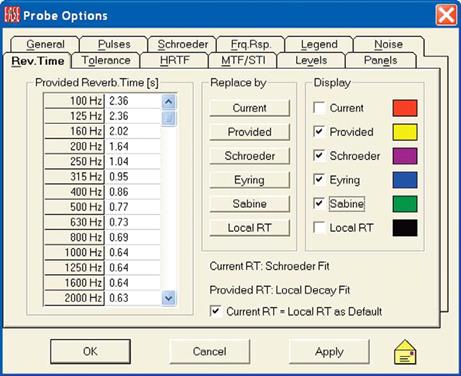 EASE Probe Options
General Pulses Schroeder Frq.Rsp. Legend Noise
Rev.Time Tolerance HRTF MTF/STI Levels Panels
Provided Reverb.Time [s]
100 Hz 2.36
125 Hz 2.36
160 Hz 2.02
200 Hz 1.64
250 Hz 1.04
315 Hz 0.95
400 Hz 0.86
500 Hz 0.77
630 Hz 0.73
800 Hz 0.69
1000 Hz 0.64
1250 Hz 0.64
1600 Hz 0.64
2000 Hz 0.63
Replace by
Current
Provided
Schroeder
Eyring
Sabine
Local RT
Display
Current
Provided
Schroeder
Eyring
Sabine
Local RT
Current RT: Schroeder Fit
Provided RT: Local Decay Fit
Current RT = Local RT as Default
OK Cancel Apply